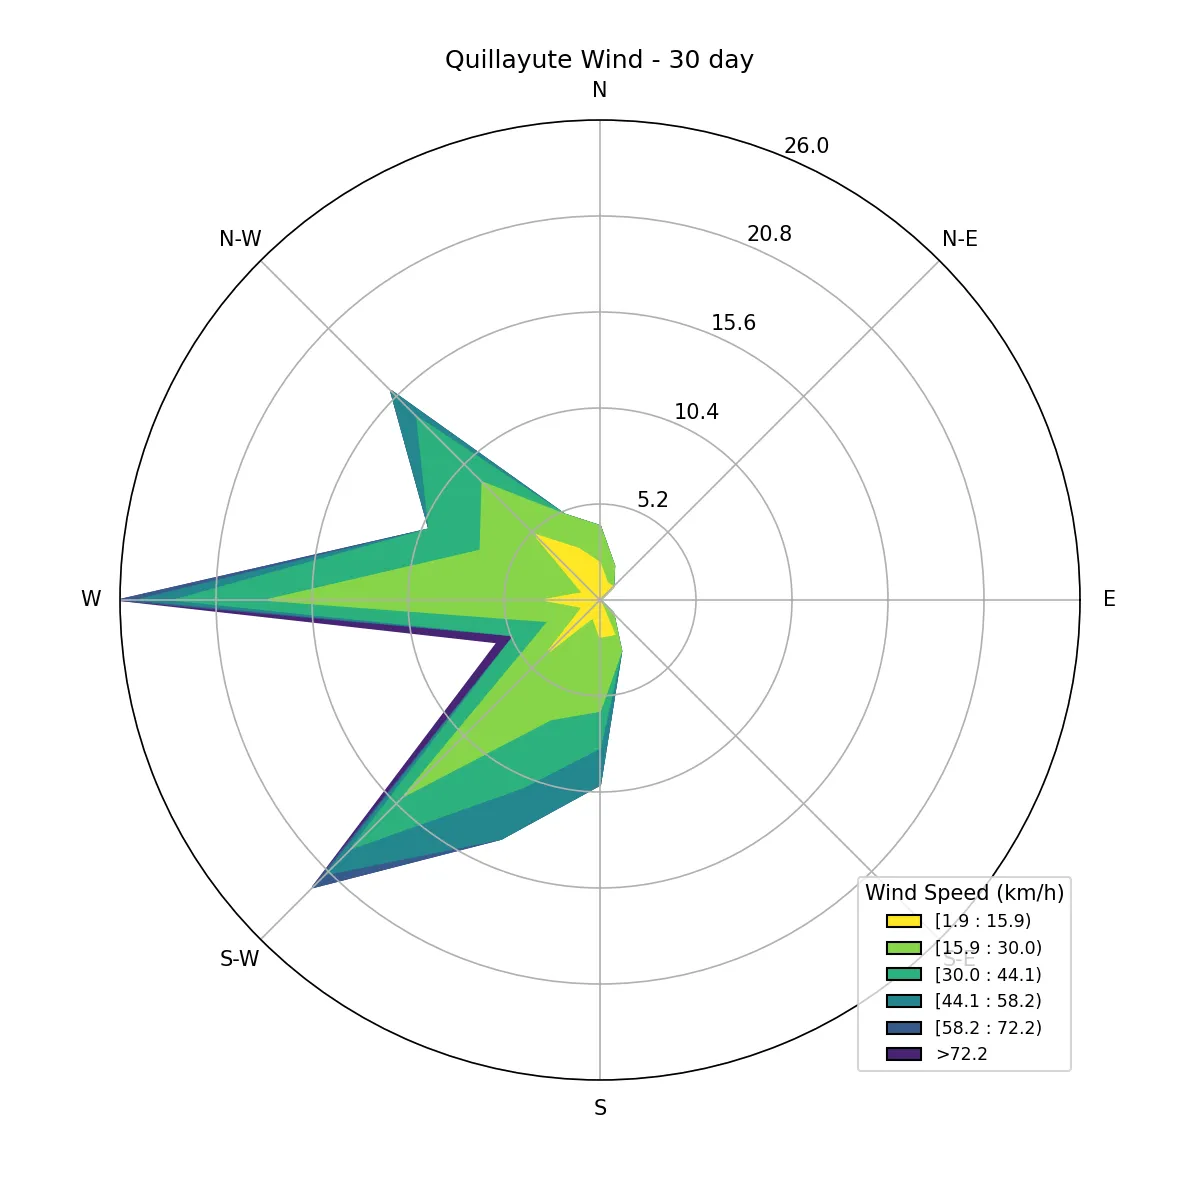 Quillayute Wind - 30 day
N
26.0
N-W
N-E
20.8
15.6
10.4
5.2
W
E
S-W
S-E
S
Wind Speed (km/h)
[1.9 : 15.9)
[15.9 : 30.0)
[30.0 : 44.1)
[44.1 : 58.2)
[58.2 : 72.2)
>72.2